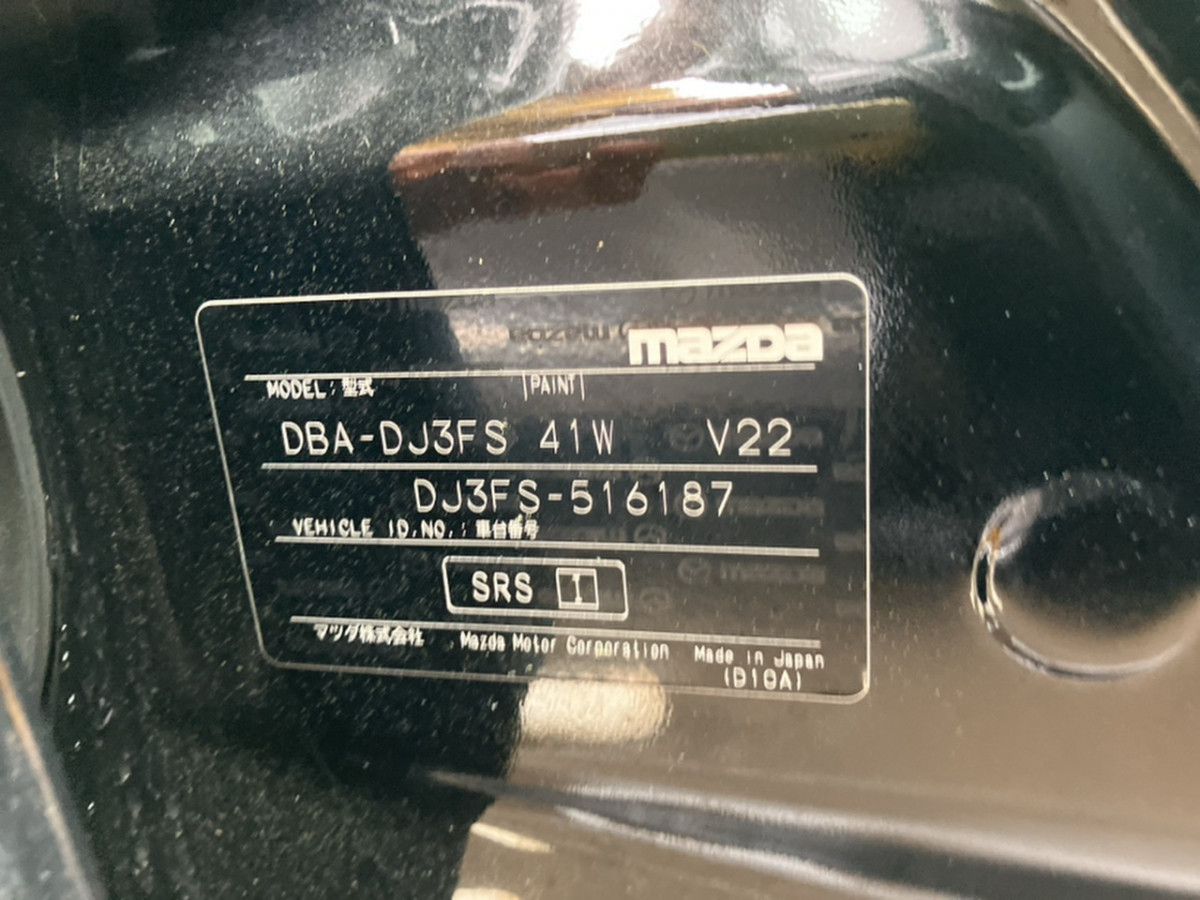 mazda
MODEL:型式 PAINT
DBA-DJ3FS 41W V22
DJ3FS-516187
VEHICLE ID.NO.:車台番号
SRS I
マツダ株式会社 Mazda Motor Corporation Made in Japan
(D10A)